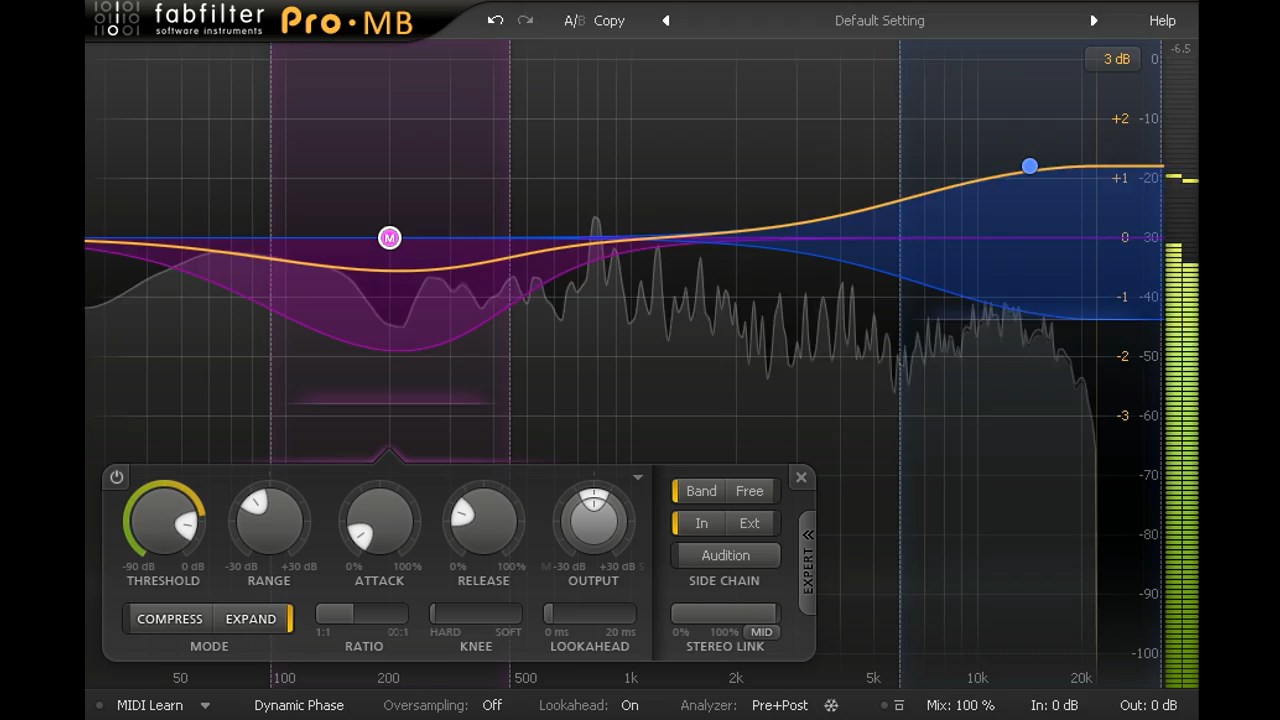 fabfilter
software instruments
Pro·MB
A/B Copy
Default Setting
Help
-6.5
3 dB
0
+2 -10
+1 -20
0 -30
-1 -40
-2 -50
-3 -60
-70
-80
-90
-100
M
-90 dB 0 dB
THRESHOLD
-30 dB +30 dB
RANGE
0% 100%
ATTACK
0% 100%
RELEASE
M -30 dB +30 dB S
OUTPUT
Band Free
In Ext
Audition
SIDE CHAIN
EXPERT
COMPRESS EXPAND
MODE
1:1 ∞:1
RATIO
HARD SOFT
KNEE
0 ms 20 ms
LOOKAHEAD
0% 100% MID
STEREO LINK
50 100 200 500 1k 2k 5k 10k 20k
MIDI Learn
Dynamic Phase
Oversampling: Off
Lookahead: On
Analyzer: Pre+Post
Mix: 100 %
In: 0 dB
Out: 0 dB